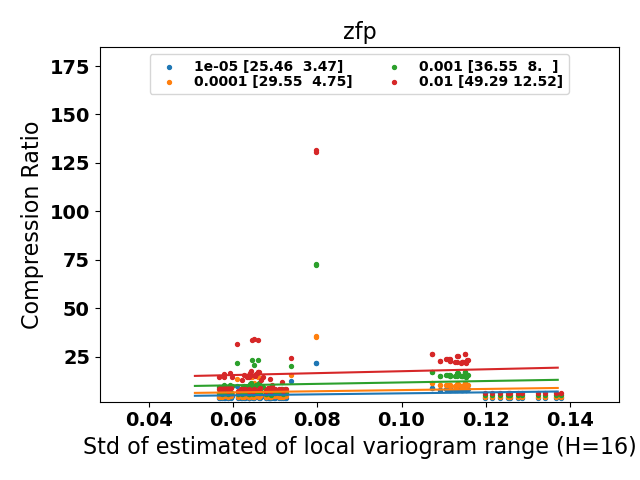 zfp
1e-05 [25.46  3.47]
0.0001 [29.55  4.75]
0.001 [36.55  8.  ]
0.01 [49.29 12.52]
Compression Ratio
175
150
125
100
75
50
25
0.04 0.06 0.08 0.10 0.12 0.14
Std of estimated of local variogram range (H=16)